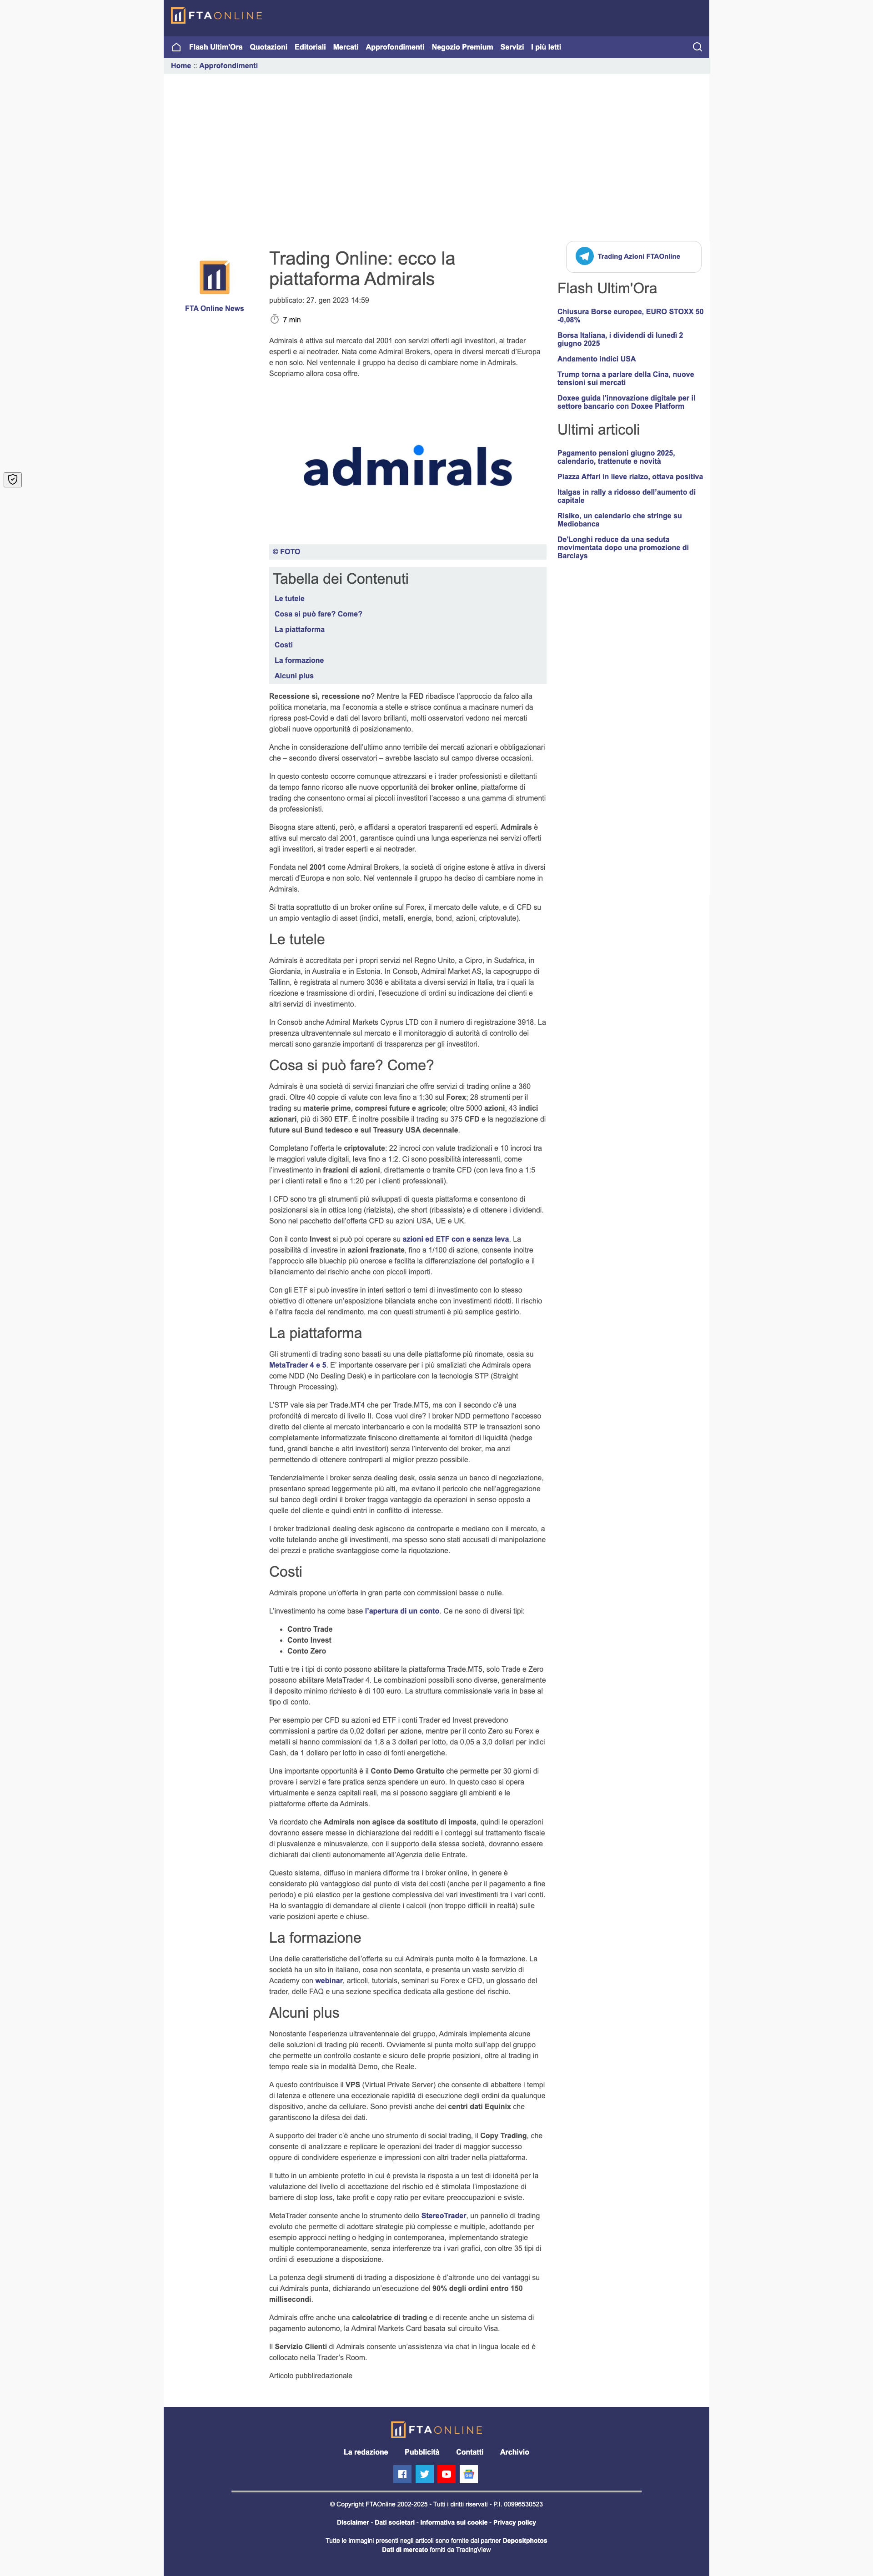 FTAONLINE
Flash Ultim'Ora Quotazioni Editoriali Mercati Approfondimenti Negozio Premium Servizi I più letti
Home :: Approfondimenti
FTA Online News
Trading Online: ecco la
piattaforma Admirals
pubblicato: 27. gen 2023 14:59
7 min
Admirals è attiva sul mercato dal 2001 con servizi offerti agli investitori, ai trader
esperti e ai neotrader. Nata come Admiral Brokers, opera in diversi mercati d'Europa
e non solo. Nel ventennale il gruppo ha deciso di cambiare nome in Admirals.
Scopriamo allora cosa offre.
admirals
© FOTO
Tabella dei Contenuti
Le tutele
Cosa si può fare? Come?
La piattaforma
Costi
La formazione
Alcuni plus
Recessione sì, recessione no? Mentre la FED ribadisce l'approccio da falco alla
politica monetaria, ma l'economia a stelle e strisce continua a macinare numeri da
ripresa post-Covid e dati del lavoro brillanti, molti osservatori vedono nei mercati
globali nuove opportunità di posizionamento.
Anche in considerazione dell'ultimo anno terribile dei mercati azionari e obbligazionari
che – secondo diversi osservatori – avrebbe lasciato sul campo diverse occasioni.
In questo contesto occorre comunque attrezzarsi e i trader professionisti e dilettanti
da tempo fanno ricorso alle nuove opportunità dei broker online, piattaforme di
trading che consentono ormai ai piccoli investitori l'accesso a una gamma di strumenti
da professionisti.
Bisogna stare attenti, però, e affidarsi a operatori trasparenti ed esperti. Admirals è
attiva sul mercato dal 2001, garantisce quindi una lunga esperienza nei servizi offerti
agli investitori, ai trader esperti e ai neotrader.
Fondata nel 2001 come Admiral Brokers, la società di origine estone è attiva in diversi
mercati d'Europa e non solo. Nel ventennale il gruppo ha deciso di cambiare nome in
Admirals.
Si tratta soprattutto di un broker online sul Forex, il mercato delle valute, e di CFD su
un ampio ventaglio di asset (indici, metalli, energia, bond, azioni, criptovalute).
Le tutele
Admirals è accreditata per i propri servizi nel Regno Unito, a Cipro, in Sudafrica, in
Giordania, in Australia e in Estonia. In Consob, Admiral Market AS, la capogruppo di
Tallinn, è registrata al numero 3036 e abilitata a diversi servizi in Italia, tra i quali la
ricezione e trasmissione di ordini, l'esecuzione di ordini su indicazione dei clienti e
altri servizi di investimento.
In Consob anche Admiral Markets Cyprus LTD con il numero di registrazione 3918. La
presenza ultraventennale sul mercato e il monitoraggio di autorità di controllo dei
mercati sono garanzie importanti di trasparenza per gli investitori.
Cosa si può fare? Come?
Admirals è una società di servizi finanziari che offre servizi di trading online a 360
gradi. Oltre 40 coppie di valute con leva fino a 1:30 sul Forex; 28 strumenti per il
trading su materie prime, compresi future e agricole; oltre 5000 azioni, 43 indici
azionari, più di 360 ETF. È inoltre possibile il trading su 375 CFD e la negoziazione di
future sul Bund tedesco e sul Treasury USA decennale.
Completano l'offerta le criptovalute: 22 incroci con valute tradizionali e 10 incroci tra
le maggiori valute digitali, leva fino a 1:2. Ci sono possibilità interessanti, come
l'investimento in frazioni di azioni, direttamente o tramite CFD (con leva fino a 1:5
per i clienti retail e fino a 1:20 per i clienti professionali).
I CFD sono tra gli strumenti più sviluppati di questa piattaforma e consentono di
posizionarsi sia in ottica long (rialzista), che short (ribassista) e di ottenere i dividendi.
Sono nel pacchetto dell'offerta CFD su azioni USA, UE e UK.
Con il conto Invest si può poi operare su azioni ed ETF con e senza leva. La
possibilità di investire in azioni frazionate, fino a 1/100 di azione, consente inoltre
l'approccio alle bluechip più onerose e facilita la differenziazione del portafoglio e il
bilanciamento del rischio anche con piccoli importi.
Con gli ETF si può investire in interi settori o temi di investimento con lo stesso
obiettivo di ottenere un'esposizione bilanciata anche con investimenti ridotti. Il rischio
è l'altra faccia del rendimento, ma con questi strumenti è più semplice gestirlo.
La piattaforma
Gli strumenti di trading sono basati su una delle piattaforme più rinomate, ossia su
MetaTrader 4 e 5. E' importante osservare per i più smaliziati che Admirals opera
come NDD (No Dealing Desk) e in particolare con la tecnologia STP (Straight
Through Processing).
L'STP vale sia per Trade.MT4 che per Trade.MT5, ma con il secondo c'è una
profondità di mercato di livello II. Cosa vuol dire? I broker NDD permettono l'accesso
diretto del cliente al mercato interbancario e con la modalità STP le transazioni sono
completamente informatizzate finiscono direttamente ai fornitori di liquidità (hedge
fund, grandi banche e altri investitori) senza l'intervento del broker, ma anzi
permettendo di ottenere controparti al miglior prezzo possibile.
Tendenzialmente i broker senza dealing desk, ossia senza un banco di negoziazione,
presentano spread leggermente più alti, ma evitano il pericolo che nell'aggregazione
sul banco degli ordini il broker tragga vantaggio da operazioni in senso opposto a
quelle del cliente e quindi entri in conflitto di interesse.
I broker tradizionali dealing desk agiscono da controparte e mediano con il mercato, a
volte tutelando anche gli investimenti, ma spesso sono stati accusati di manipolazione
dei prezzi e pratiche svantaggiose come la riquotazione.
Costi
Admirals propone un'offerta in gran parte con commissioni basse o nulle.
L'investimento ha come base l'apertura di un conto. Ce ne sono di diversi tipi:
• Contro Trade
• Conto Invest
• Conto Zero
Tutti e tre i tipi di conto possono abilitare la piattaforma Trade.MT5, solo Trade e Zero
possono abilitare MetaTrader 4. Le combinazioni possibili sono diverse, generalmente
il deposito minimo richiesto è di 100 euro. La struttura commissionale varia in base al
tipo di conto.
Per esempio per CFD su azioni ed ETF i conti Trader ed Invest prevedono
commissioni a partire da 0,02 dollari per azione, mentre per il conto Zero su Forex e
metalli si hanno commissioni da 1,8 a 3 dollari per lotto, da 0,05 a 3,0 dollari per indici
Cash, da 1 dollaro per lotto in caso di fonti energetiche.
Una importante opportunità è il Conto Demo Gratuito che permette per 30 giorni di
provare i servizi e fare pratica senza spendere un euro. In questo caso si opera
virtualmente e senza capitali reali, ma si possono saggiare gli ambienti e le
piattaforme offerte da Admirals.
Va ricordato che Admirals non agisce da sostituto di imposta, quindi le operazioni
dovranno essere messe in dichiarazione dei redditi e i conteggi sul trattamento fiscale
di plusvalenze e minusvalenze, con il supporto della stessa società, dovranno essere
dichiarati dai clienti autonomamente all'Agenzia delle Entrate.
Questo sistema, diffuso in maniera difforme tra i broker online, in genere è
considerato più vantaggioso dal punto di vista dei costi (anche per il pagamento a fine
periodo) e più elastico per la gestione complessiva dei vari investimenti tra i vari conti.
Ha lo svantaggio di demandare al cliente i calcoli (non troppo difficili in realtà) sulle
varie posizioni aperte e chiuse.
La formazione
Una delle caratteristiche dell'offerta su cui Admirals punta molto è la formazione. La
società ha un sito in italiano, cosa non scontata, e presenta un vasto servizio di
Academy con webinar, articoli, tutorials, seminari su Forex e CFD, un glossario del
trader, delle FAQ e una sezione specifica dedicata alla gestione del rischio.
Alcuni plus
Nonostante l'esperienza ultraventennale del gruppo, Admirals implementa alcune
delle soluzioni di trading più recenti. Ovviamente si punta molto sull'app del gruppo
che permette un controllo costante e sicuro delle proprie posizioni, oltre al trading in
tempo reale sia in modalità Demo, che Reale.
A questo contribuisce il VPS (Virtual Private Server) che consente di abbattere i tempi
di latenza e ottenere una eccezionale rapidità di esecuzione degli ordini da qualunque
dispositivo, anche da cellulare. Sono previsti anche dei centri dati Equinix che
garantiscono la difesa dei dati.
A supporto dei trader c'è anche uno strumento di social trading, il Copy Trading, che
consente di analizzare e replicare le operazioni dei trader di maggior successo
oppure di condividere esperienze e impressioni con altri trader nella piattaforma.
Il tutto in un ambiente protetto in cui è prevista la risposta a un test di idoneità per la
valutazione del livello di accettazione del rischio ed è stimolata l'impostazione di
barriere di stop loss, take profit e copy ratio per evitare preoccupazioni e sviste.
MetaTrader consente anche lo strumento dello StereoTrader, un pannello di trading
evoluto che permette di adottare strategie più complesse e multiple, adottando per
esempio approcci netting o hedging in contemporanea, implementando strategie
multiple contemporaneamente, senza interferenze tra i vari grafici, con oltre 35 tipi di
ordini di esecuzione a disposizione.
La potenza degli strumenti di trading a disposizione è d'altronde uno dei vantaggi su
cui Admirals punta, dichiarando un'esecuzione del 90% degli ordini entro 150
millisecondi.
Admirals offre anche una calcolatrice di trading e di recente anche un sistema di
pagamento autonomo, la Admiral Markets Card basata sul circuito Visa.
Il Servizio Clienti di Admirals consente un'assistenza via chat in lingua locale ed è
collocato nella Trader's Room.
Articolo pubbliredazionale
Trading Azioni FTAOnline
Flash Ultim'Ora
Chiusura Borse europee, EURO STOXX 50
-0,08%
Borsa Italiana, i dividendi di lunedì 2
giugno 2025
Andamento indici USA
Trump torna a parlare della Cina, nuove
tensioni sui mercati
Doxee guida l'innovazione digitale per il
settore bancario con Doxee Platform
Ultimi articoli
Pagamento pensioni giugno 2025,
calendario, trattenute e novità
Piazza Affari in lieve rialzo, ottava positiva
Italgas in rally a ridosso dell'aumento di
capitale
Risiko, un calendario che stringe su
Mediobanca
De'Longhi reduce da una seduta
movimentata dopo una promozione di
Barclays
FTAONLINE
La redazione Pubblicità Contatti Archivio
© Copyright FTAOnline 2002-2025 - Tutti i diritti riservati - P.I. 00996530523
Disclaimer - Dati societari - Informativa sui cookie - Privacy policy
Tutte le immagini presenti negli articoli sono fornite dal partner Depositphotos
Dati di mercato forniti da TradingView